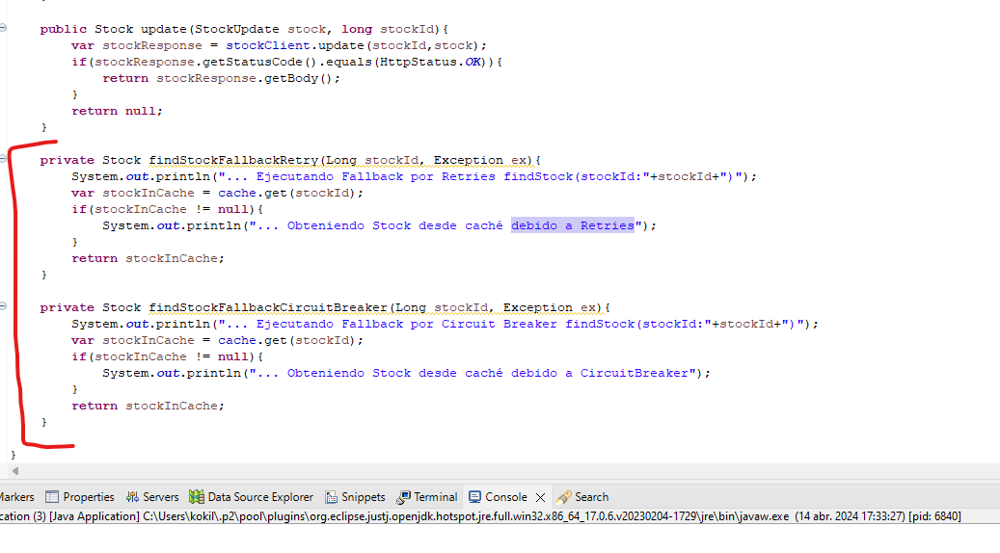 public Stock update(StockUpdate stock, long stockId){
var stockResponse = stockClient.update(stockId,stock);
if(stockResponse.getStatusCode().equals(HttpStatus.OK)){
return stockResponse.getBody();
}
return null;
}
private Stock findStockFallbackRetry(Long stockId, Exception ex){
System.out.println("... Ejecutando Fallback por Retries findStock(stockId:"+stockId+")");
var stockInCache = cache.get(stockId);
if(stockInCache != null){
System.out.println("... Obteniendo Stock desde caché debido a Retries");
}
return stockInCache;
}
private Stock findStockFallbackCircuitBreaker(Long stockId, Exception ex){
System.out.println("... Ejecutando Fallback por Circuit Breaker findStock(stockId:"+stockId+")");
var stockInCache = cache.get(stockId);
if(stockInCache != null){
System.out.println("... Obteniendo Stock desde caché debido a CircuitBreaker");
}
return stockInCache;
}
}
Markers Properties Servers Data Source Explorer Snippets Terminal Console Search
cation (3) [Java Application] C:\Users\kokil\.p2\pool\plugins\org.eclipse.justj.openjdk.hotspot.jre.full.win32.x86_64_17.0.6.v20230204-1729\jre\bin\javaw.exe (14 abr. 2024 17:33:27) [pid: 6840]